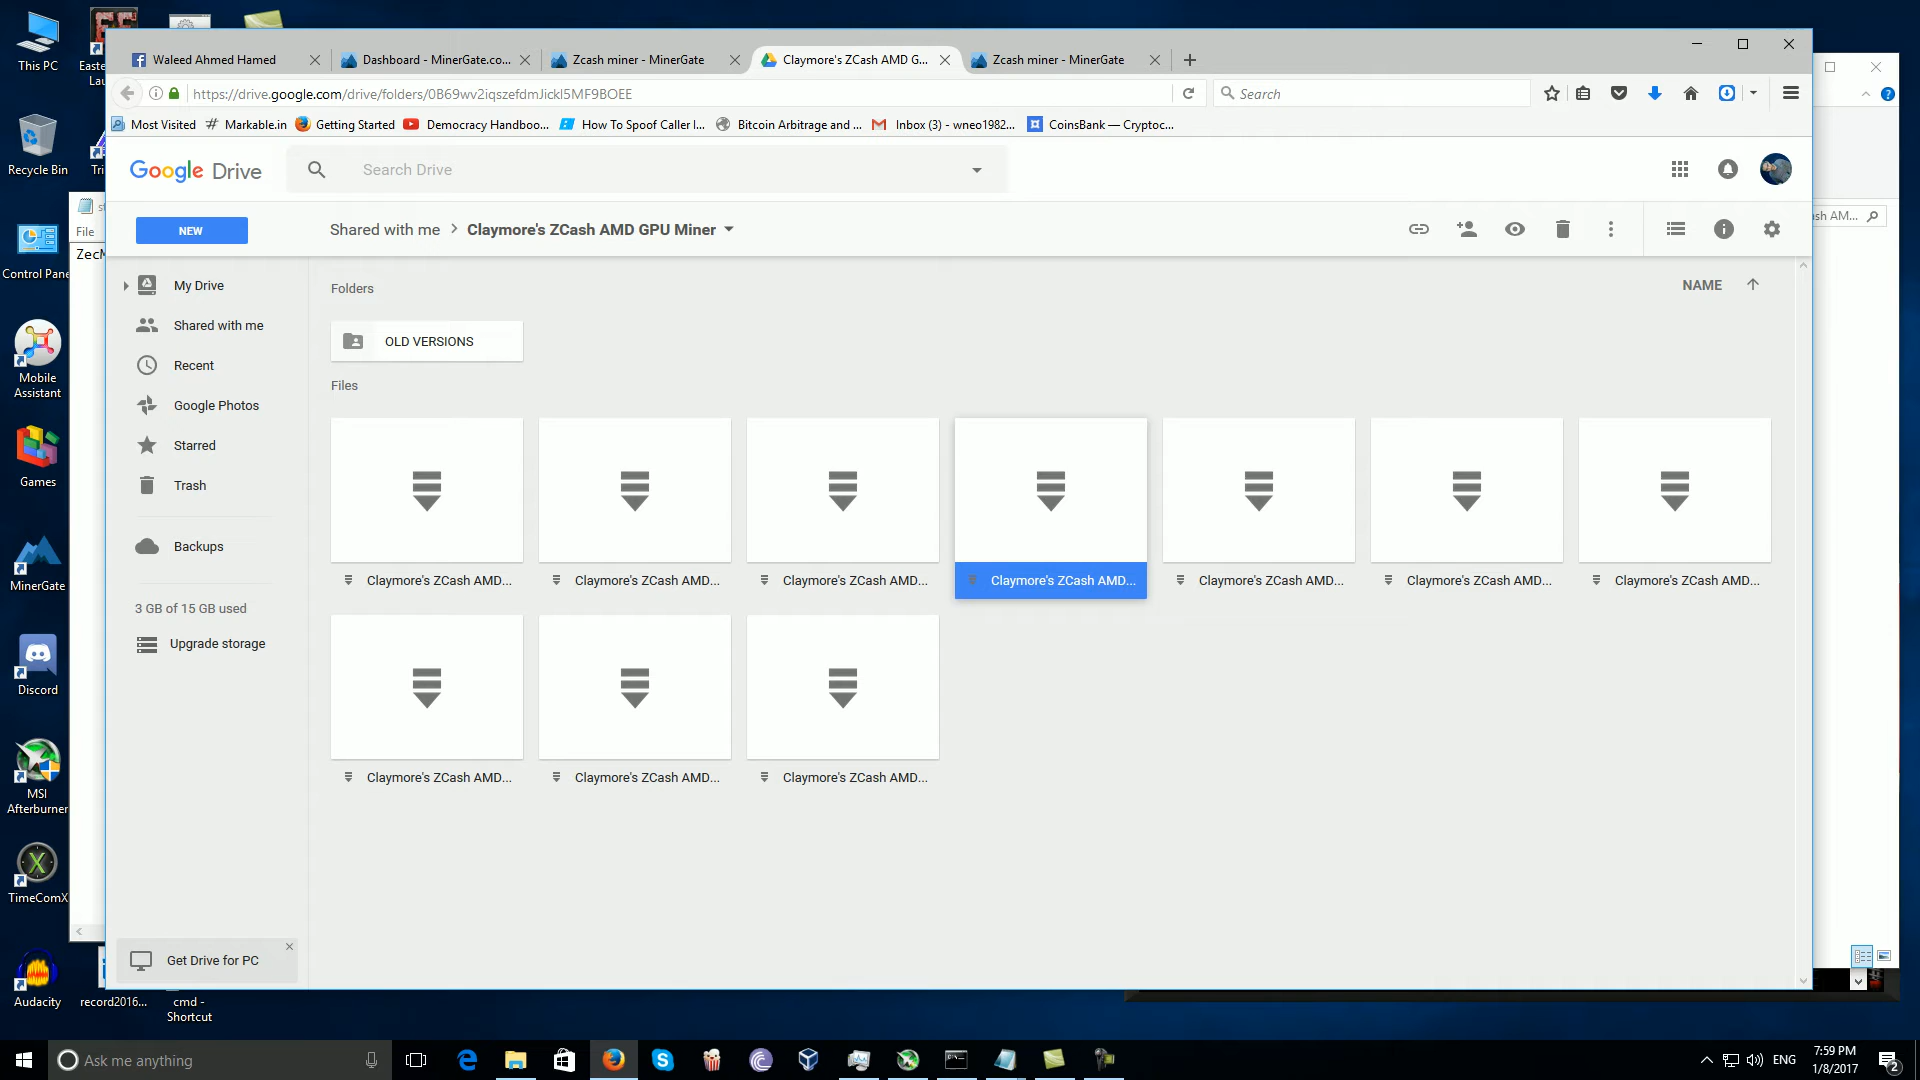 This PC
Recycle Bin
Control Pane
Mobile
Assistant
Games
MinerGate
Discord
MSI
Afterburner
TimeComX
Audacity
record2016...
cmd -
Shortcut
Waleed Ahmed Hamed
Dashboard - MinerGate.co...
Zcash miner - MinerGate
Claymore's ZCash AMD G...
Zcash miner - MinerGate
https://drive.google.com/drive/folders/0B69wv2iqszefdmJickl5MF9BOEE
Search
Most Visited
Markable.in
Getting Started
Democracy Handboo...
How To Spoof Caller I...
Bitcoin Arbitrage and ...
Inbox (3) - wneo1982...
CoinsBank — Cryptoc...
Google Drive
Search Drive
NEW
Shared with me
Claymore's ZCash AMD GPU Miner
File
ZecM
ash AM...
My Drive
Shared with me
Recent
Google Photos
Starred
Trash
Backups
3 GB of 15 GB used
Upgrade storage
Get Drive for PC
Folders
NAME
OLD VERSIONS
Files
Claymore's ZCash AMD...
Claymore's ZCash AMD...
Claymore's ZCash AMD...
Claymore's ZCash AMD...
Claymore's ZCash AMD...
Claymore's ZCash AMD...
Claymore's ZCash AMD...
Claymore's ZCash AMD...
Claymore's ZCash AMD...
Claymore's ZCash AMD...
Ask me anything
ENG
7:59 PM
1/8/2017
2